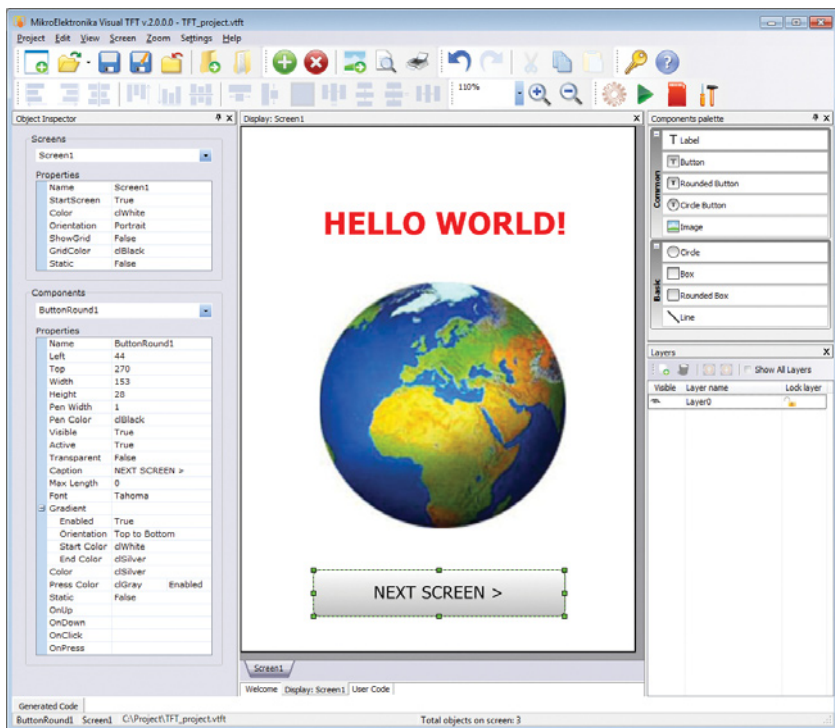 MikroElektronika Visual TFT v.2.0.0.0 - TFT_project.vtft
Project Edit View Screen Zoom Settings Help
110%
Object Inspector
Screens
Screen1
Properties
Name Screen1
StartScreen True
Color clWhite
Orientation Portrait
ShowGrid False
GridColor clBlack
Static False
Components
ButtonRound1
Properties
Name ButtonRound1
Left 44
Top 270
Width 153
Height 28
Pen Width 1
Pen Color clBlack
Visible True
Active True
Transparent False
Caption NEXT SCREEN >
Max Length 0
Font Tahoma
Gradient
Enabled True
Orientation Top to Bottom
Start Color clWhite
End Color clSilver
Color clSilver
Press Color clGray Enabled
Static False
OnUp
OnDown
OnClick
OnPress
Display: Screen1
HELLO WORLD!
NEXT SCREEN >
Screen1
Welcome Display: Screen1 User Code
Components palette
Common
T Label
T Button
T Rounded Button
T Circle Button
Image
Basic
Circle
Box
Rounded Box
Line
Layers
Show All Layers
Visible Layer name Lock layer
Layer0
Generated Code
ButtonRound1 Screen1 C:\Project\TFT_project.vtft Total objects on screen: 3